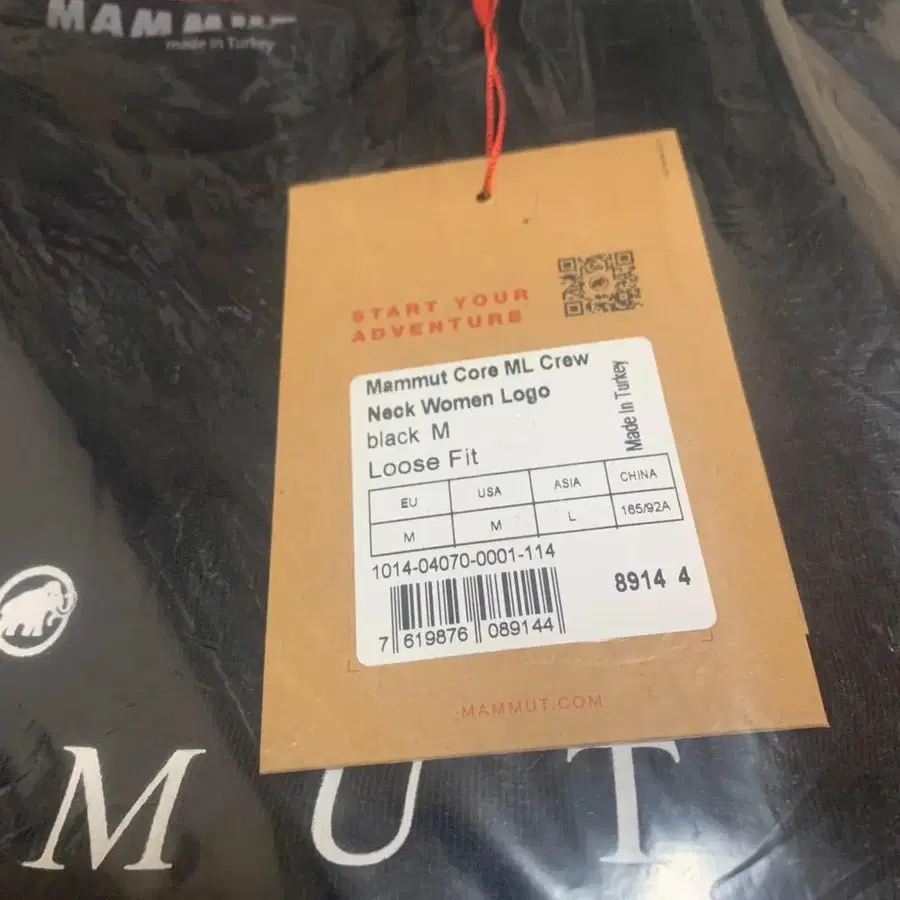 MAMMUT
made in Turkey
START YOUR
ADVENTURE
Mammut Core ML Crew
Neck Women Logo
black M
Loose Fit
Made In Turkey
EU USA ASIA CHINA
M M L 165/92A
1014-04070-0001-114
8914 4
7 619876 089144
MAMMUT.COM
M U T